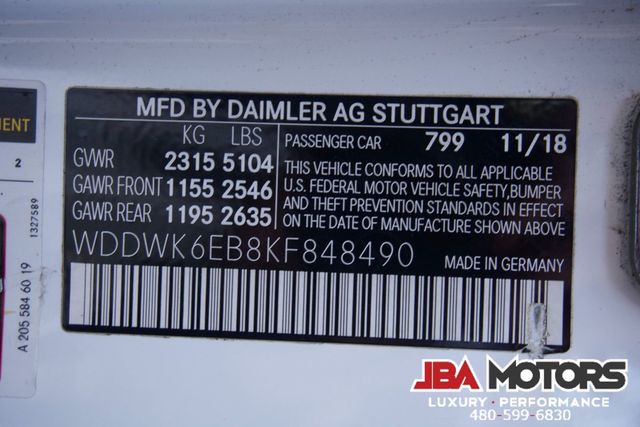 MFD BY DAIMLER AG STUTTGART
KG LBS
PASSENGER CAR 799 11/18
GVWR 2315 5104
GAWR FRONT 1155 2546
GAWR REAR 1195 2635
THIS VEHICLE CONFORMS TO ALL APPLICABLE
U.S. FEDERAL MOTOR VEHICLE SAFETY, BUMPER
AND THEFT PREVENTION STANDARDS IN EFFECT
ON THE DATE OF MANUFACTURE SHOWN ABOVE
WDDWK6EB8KF848490 MADE IN GERMANY
MENT
2
1327589
A 205 584 60 19
JBA MOTORS
LUXURY · PERFORMANCE
480-599-6830